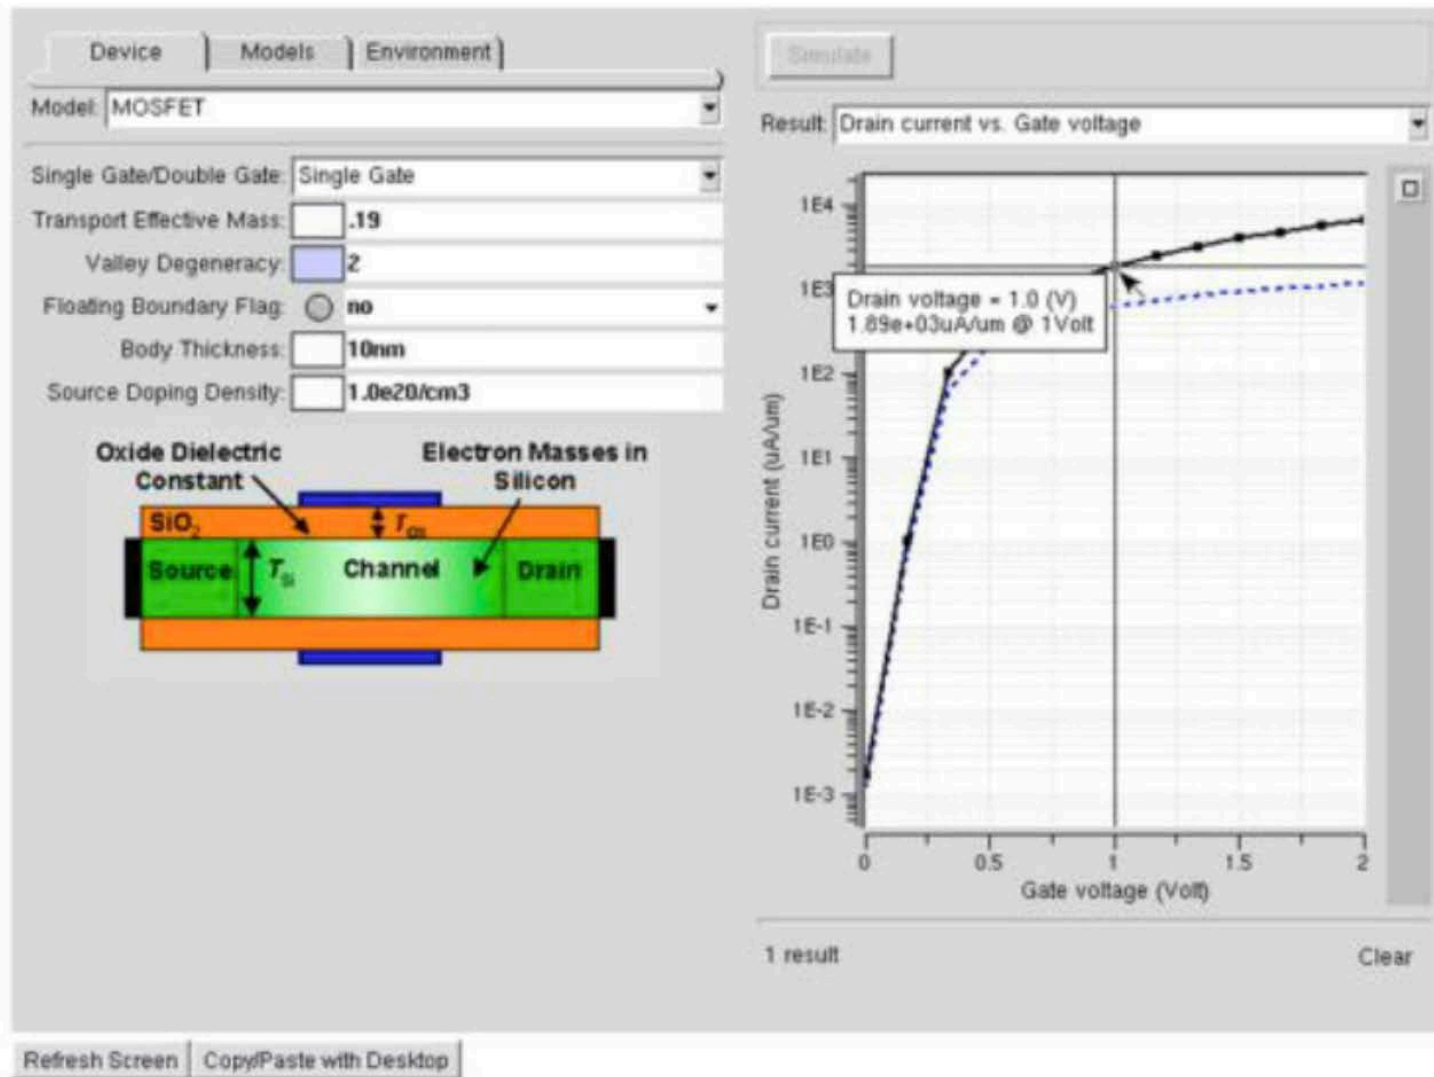 Device
Models
Environment
Model: MOSFET
Single Gate/Double Gate: Single Gate
Transport Effective Mass: .19
Valley Degeneracy: 2
Floating Boundary Flag: no
Body Thickness: 10nm
Source Doping Density: 1.0e20/cm3
Oxide Dielectric
Constant
Electron Masses in
Silicon
SiO2
Tox
Source
TSi
Channel
Drain
Simulate
Result: Drain current vs. Gate voltage
1E4
1E3
1E2
1E1
1E0
1E-1
1E-2
1E-3
Drain current (uA/um)
Drain voltage = 1.0 (V)
1.89e+03uA/um @ 1Volt
0
0.5
1
1.5
2
Gate voltage (Volt)
1 result
Clear
Refresh Screen
Copy/Paste with Desktop